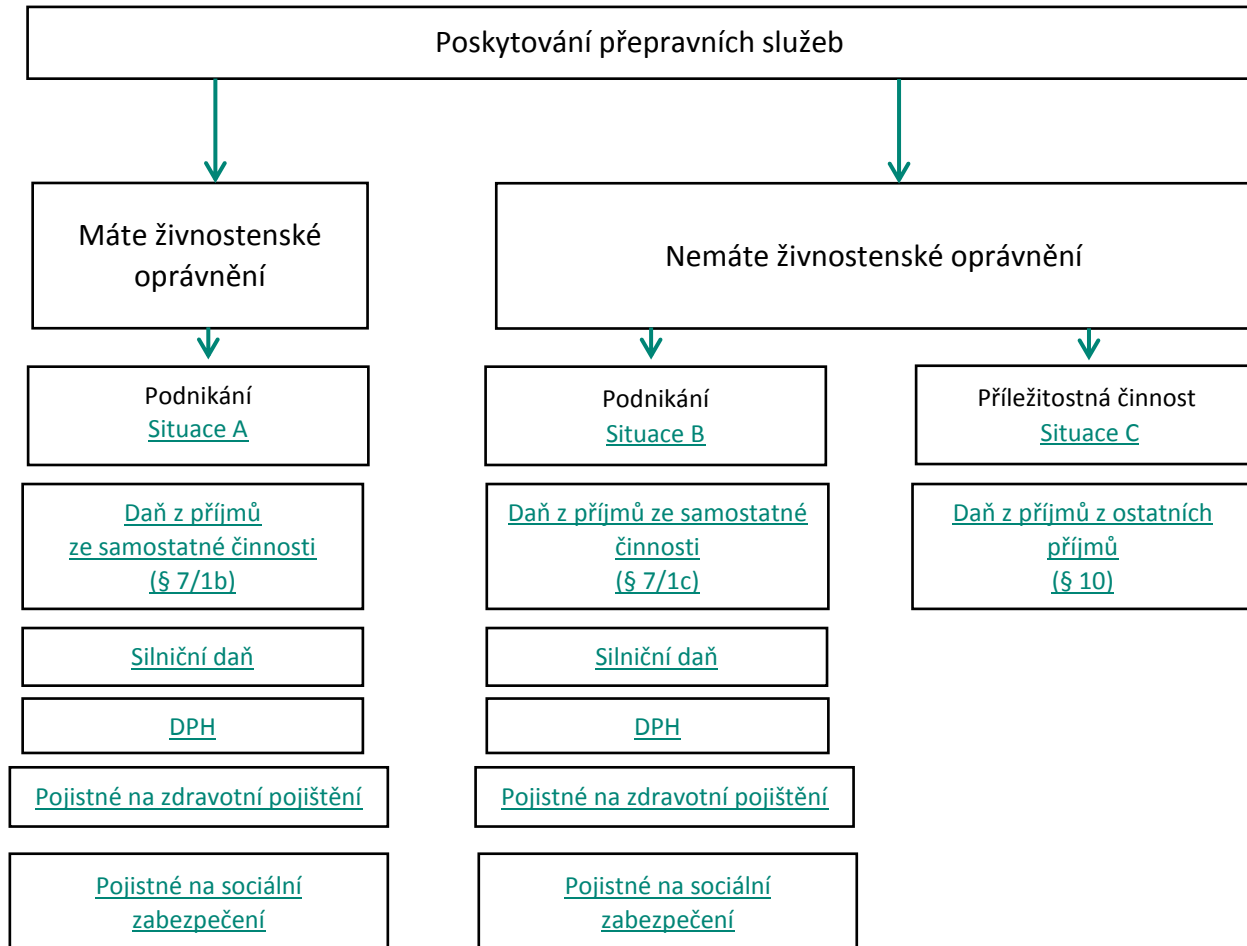 Poskytování přepravních služeb
Máte živnostenské
oprávnění
Nemáte živnostenské oprávnění
Podnikání
Situace A
Podnikání
Situace B
Příležitostná činnost
Situace C
Daň z příjmů
ze samostatné činnosti
(§ 7/1b)
Daň z příjmů ze samostatné
činnosti
(§ 7/1c)
Daň z příjmů z ostatních
příjmů
(§ 10)
Silniční daň
Silniční daň
DPH
DPH
Pojistné na zdravotní pojištění
Pojistné na zdravotní pojištění
Pojistné na sociální
zabezpečení
Pojistné na sociální
zabezpečení